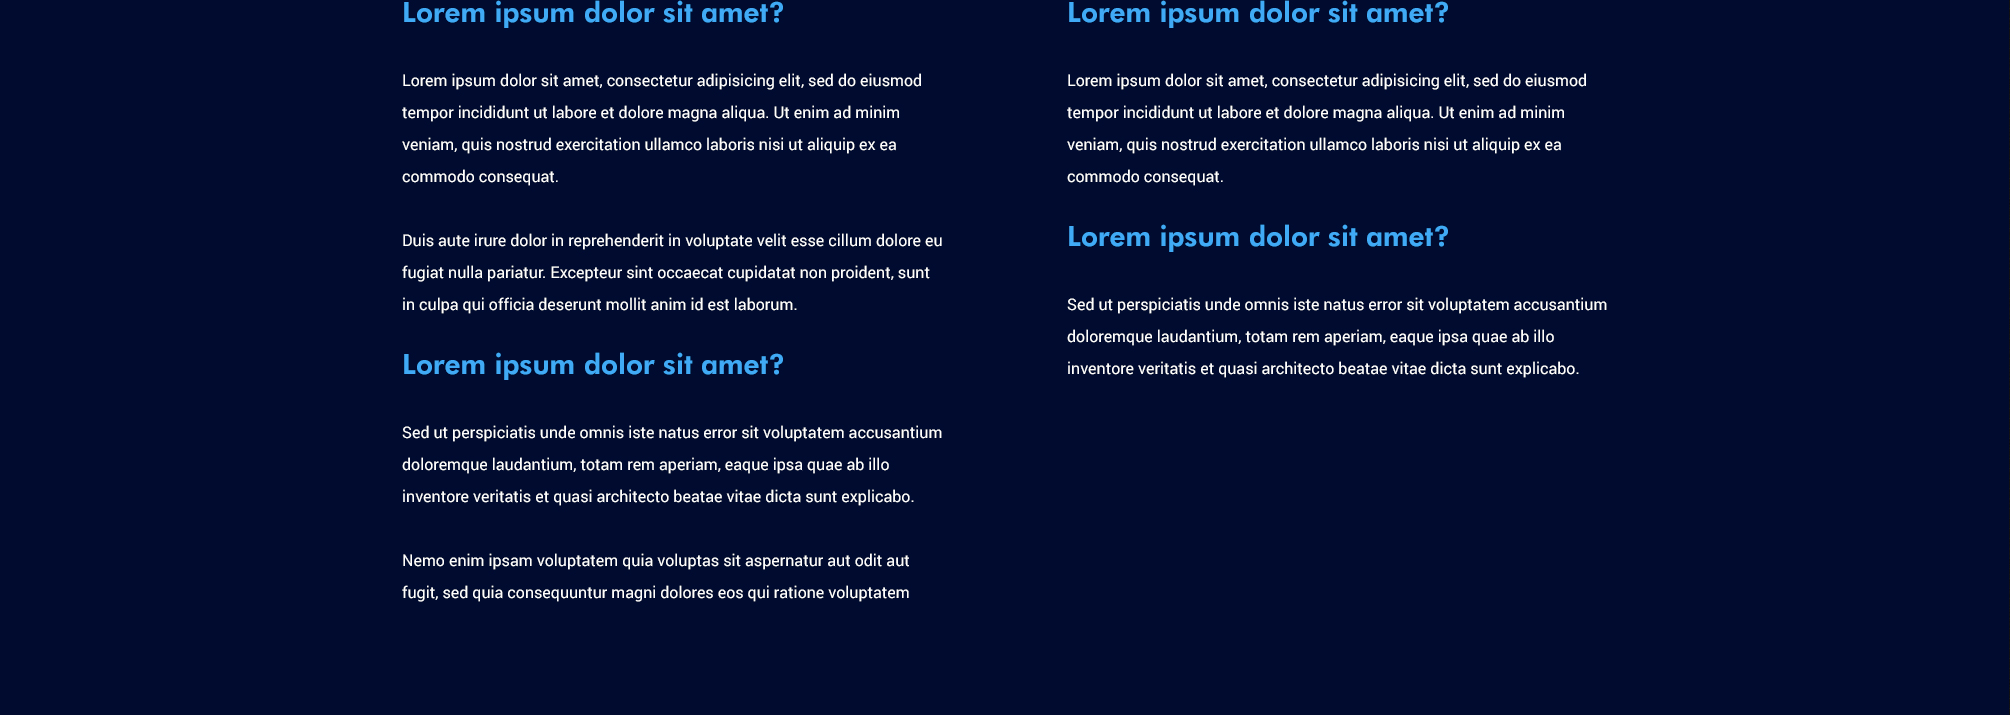 Lorem ipsum dolor sit amet?
Lorem ipsum dolor sit amet, consectetur adipisicing elit, sed do eiusmod
tempor incididunt ut labore et dolore magna aliqua. Ut enim ad minim
veniam, quis nostrud exercitation ullamco laboris nisi ut aliquip ex ea
commodo consequat.
Duis aute irure dolor in reprehenderit in voluptate velit esse cillum dolore eu
fugiat nulla pariatur. Excepteur sint occaecat cupidatat non proident, sunt
in culpa qui officia deserunt mollit anim id est laborum.
Lorem ipsum dolor sit amet?
Sed ut perspiciatis unde omnis iste natus error sit voluptatem accusantium
doloremque laudantium, totam rem aperiam, eaque ipsa quae ab illo
inventore veritatis et quasi architecto beatae vitae dicta sunt explicabo.
Nemo enim ipsam voluptatem quia voluptas sit aspernatur aut odit aut
fugit, sed quia consequuntur magni dolores eos qui ratione voluptatem
Lorem ipsum dolor sit amet?
Lorem ipsum dolor sit amet, consectetur adipisicing elit, sed do eiusmod
tempor incididunt ut labore et dolore magna aliqua. Ut enim ad minim
veniam, quis nostrud exercitation ullamco laboris nisi ut aliquip ex ea
commodo consequat.
Lorem ipsum dolor sit amet?
Sed ut perspiciatis unde omnis iste natus error sit voluptatem accusantium
doloremque laudantium, totam rem aperiam, eaque ipsa quae ab illo
inventore veritatis et quasi architecto beatae vitae dicta sunt explicabo.